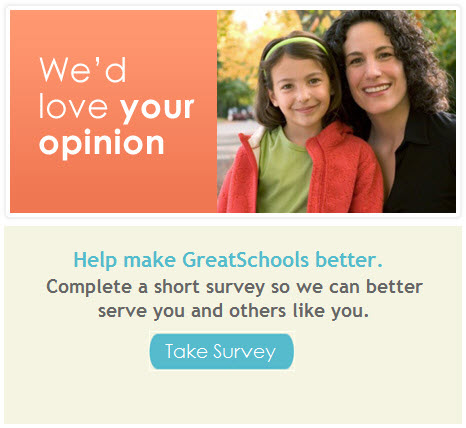 We'd
love your
opinion
Help make GreatSchools better.
Complete a short survey so we can better
serve you and others like you.
Take Survey